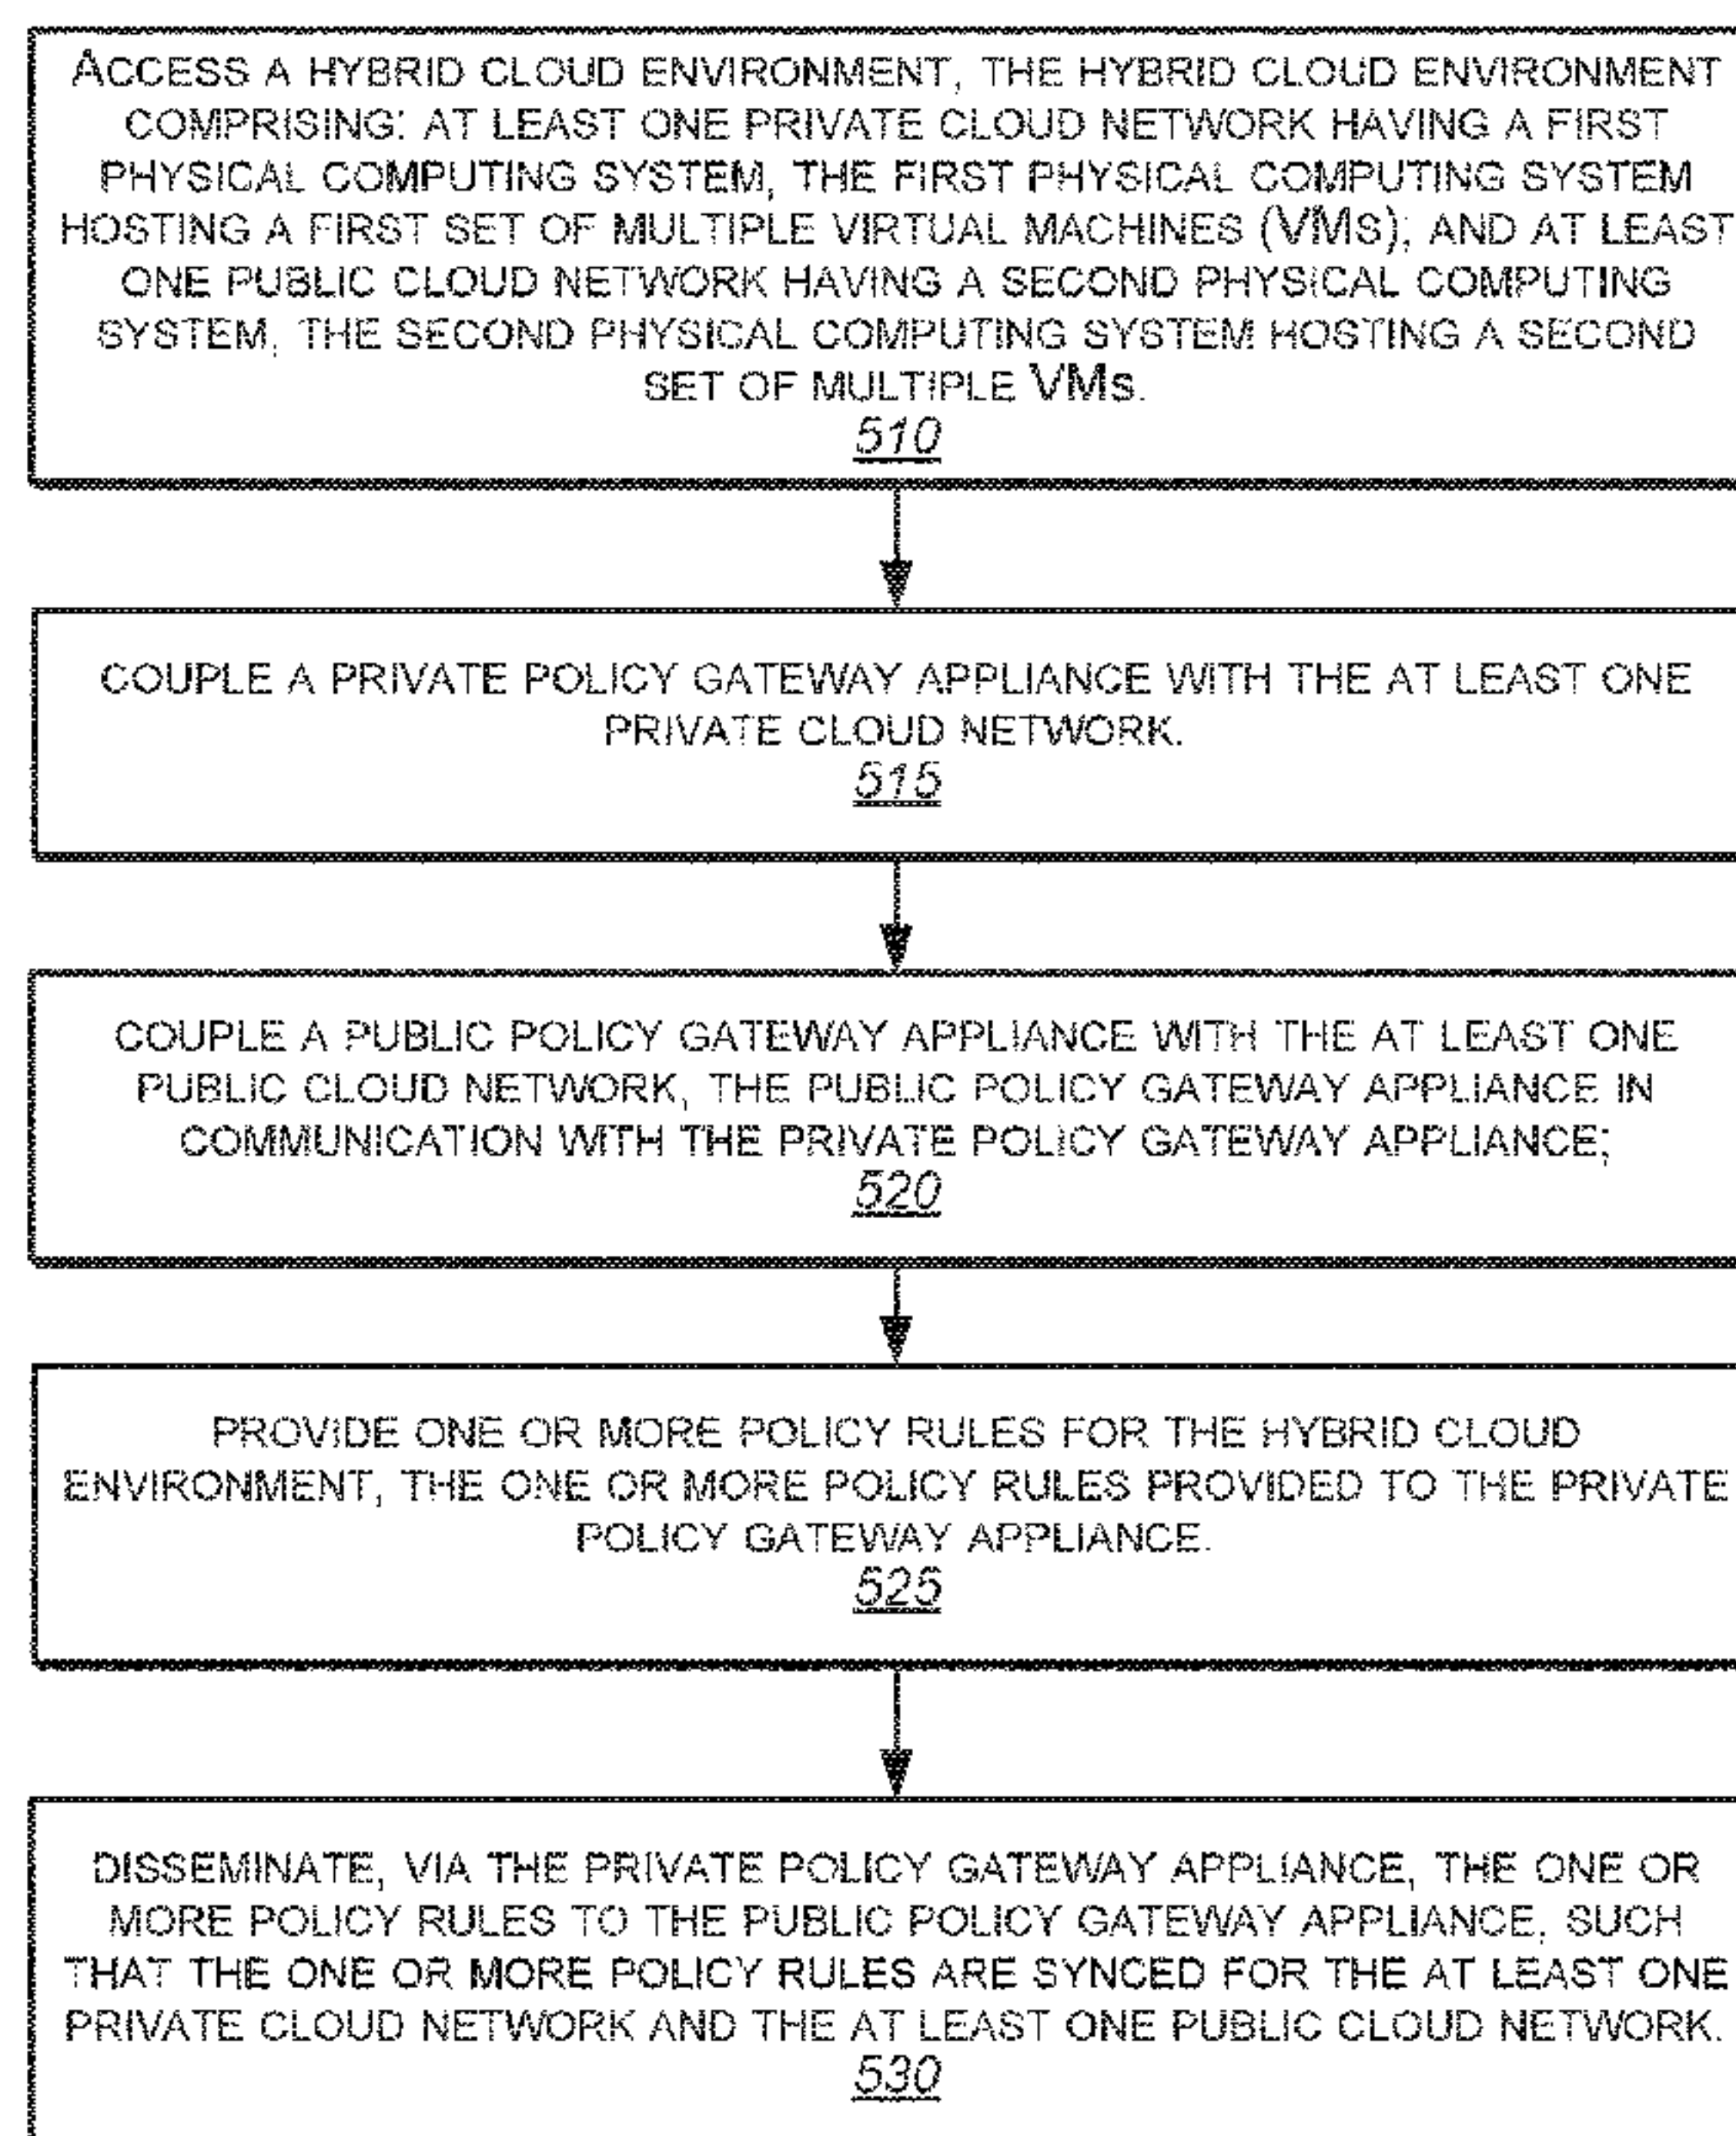 ACCESS A HYBRID CLOUD ENVIRONMENT, THE HYBRID CLOUD ENVIRONMENT
COMPRISING: AT LEAST ONE PRIVATE CLOUD NETWORK HAVING A FIRST
PHYSICAL COMPUTING SYSTEM, THE FIRST PHYSICAL COMPUTING SYSTEM
HOSTING A FIRST SET OF MULTIPLE VIRTUAL MACHINES (VMS); AND AT LEAST
ONE PUBLIC CLOUD NETWORK HAVING A SECOND PHYSICAL COMPUTING
SYSTEM, THE SECOND PHYSICAL COMPUTING SYSTEM HOSTING A SECOND
SET OF MULTIPLE VMS.
510
COUPLE A PRIVATE POLICY GATEWAY APPLIANCE WITH THE AT LEAST ONE
PRIVATE CLOUD NETWORK.
515
COUPLE A PUBLIC POLICY GATEWAY APPLIANCE WITH THE AT LEAST ONE
PUBLIC CLOUD NETWORK, THE PUBLIC POLICY GATEWAY APPLIANCE IN
COMMUNICATION WITH THE PRIVATE POLICY GATEWAY APPLIANCE;
520
PROVIDE ONE OR MORE POLICY RULES FOR THE HYBRID CLOUD
ENVIRONMENT, THE ONE OR MORE POLICY RULES PROVIDED TO THE PRIVATE
POLICY GATEWAY APPLIANCE.
525
DISSEMINATE, VIA THE PRIVATE POLICY GATEWAY APPLIANCE, THE ONE OR
MORE POLICY RULES TO THE PUBLIC POLICY GATEWAY APPLIANCE, SUCH
THAT THE ONE OR MORE POLICY RULES ARE SYNCED FOR THE AT LEAST ONE
PRIVATE CLOUD NETWORK AND THE AT LEAST ONE PUBLIC CLOUD NETWORK.
530